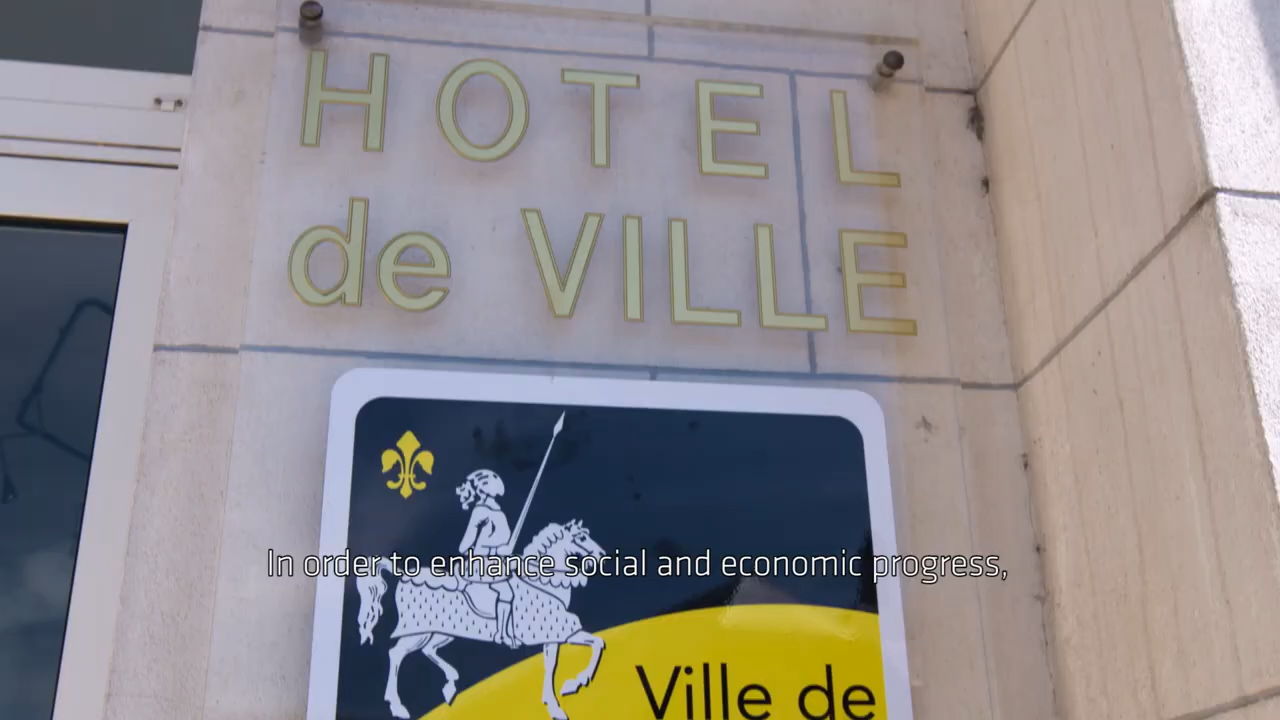 HOTEL
de VILLE
In order to enhance social and economic progress,
Ville de